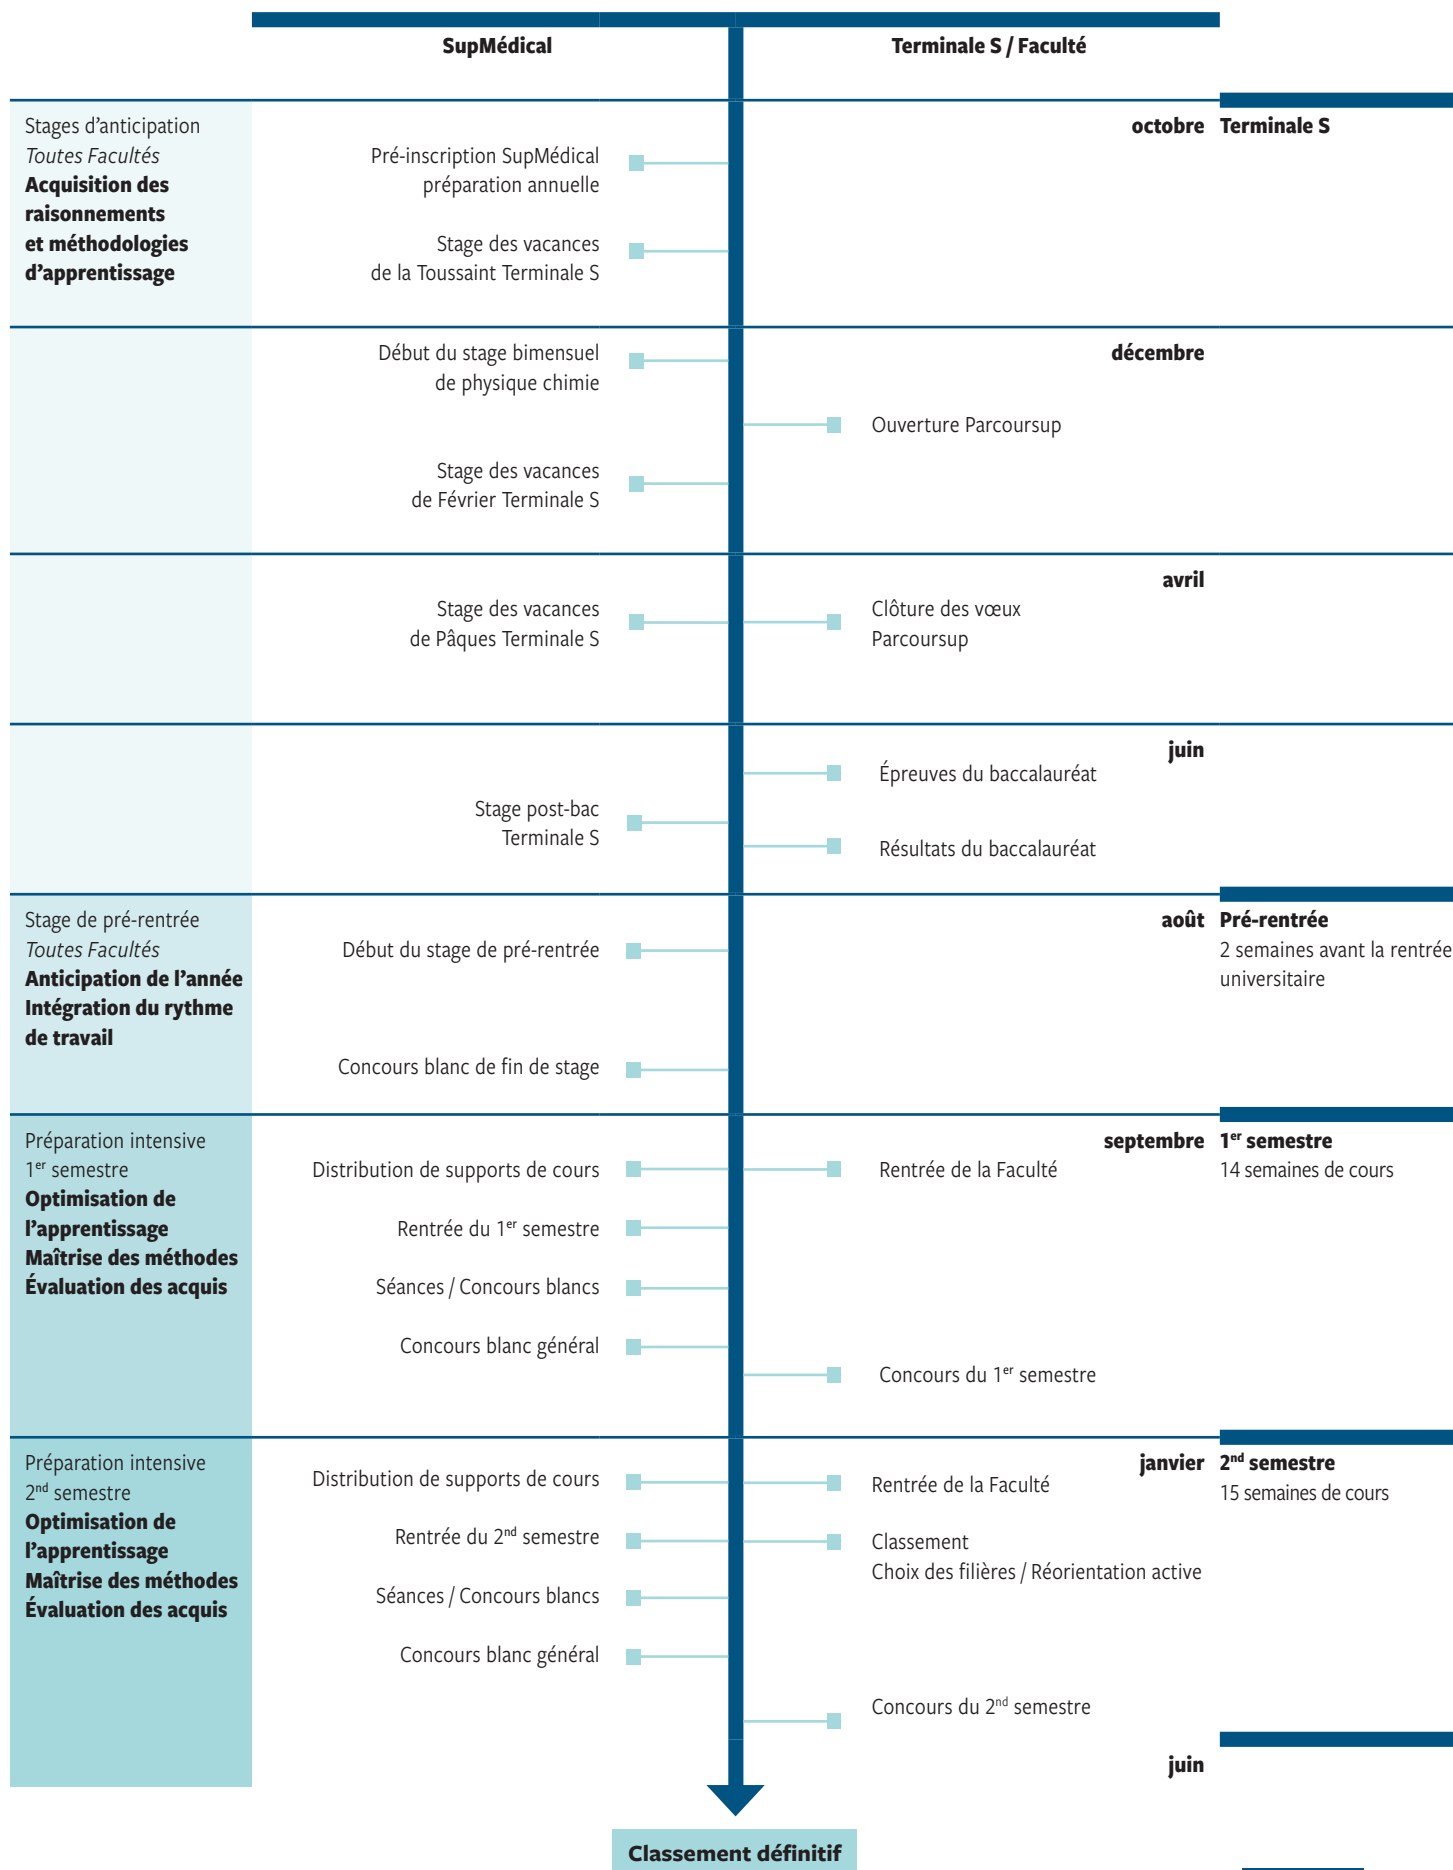 SupMédical
Terminale S / Faculté
Stages d’anticipation
Toutes Facultés
Acquisition des
raisonnements
et méthodologies
d’apprentissage
Pré-inscription SupMédical
préparation annuelle
Stage des vacances
de la Toussaint Terminale S
octobre
Terminale S
Début du stage bimensuel
de physique chimie
Stage des vacances
de Février Terminale S
décembre
Ouverture Parcoursup
Stage des vacances
de Pâques Terminale S
avril
Clôture des vœux
Parcoursup
juin
Épreuves du baccalauréat
Stage post-bac
Terminale S
Résultats du baccalauréat
Stage de pré-rentrée
Toutes Facultés
Anticipation de l’année
Intégration du rythme
de travail
Début du stage de pré-rentrée
Concours blanc de fin de stage
août
Pré-rentrée
2 semaines avant la rentrée
universitaire
Préparation intensive
1er semestre
Optimisation de
l’apprentissage
Maîtrise des méthodes
Évaluation des acquis
Distribution de supports de cours
Rentrée du 1er semestre
Séances / Concours blancs
Concours blanc général
septembre
Rentrée de la Faculté
Concours du 1er semestre
1er semestre
14 semaines de cours
Préparation intensive
2nd semestre
Optimisation de
l’apprentissage
Maîtrise des méthodes
Évaluation des acquis
Distribution de supports de cours
Rentrée du 2nd semestre
Séances / Concours blancs
Concours blanc général
janvier
Rentrée de la Faculté
Classement
Choix des filières / Réorientation active
Concours du 2nd semestre
2nd semestre
15 semaines de cours
juin
Classement définitif